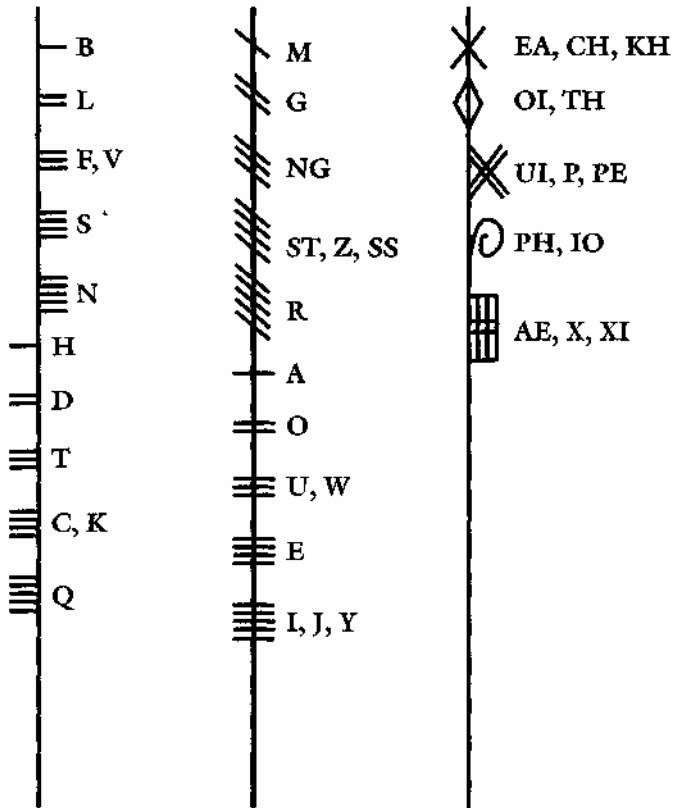 B
L
F, V
S
N
H
D
T
C, K
Q
M
G
NG
ST, Z, SS
R
A
O
U, W
E
I, J, Y
EA, CH, KH
OI, TH
UI, P, PE
PH, IO
AE, X, XI